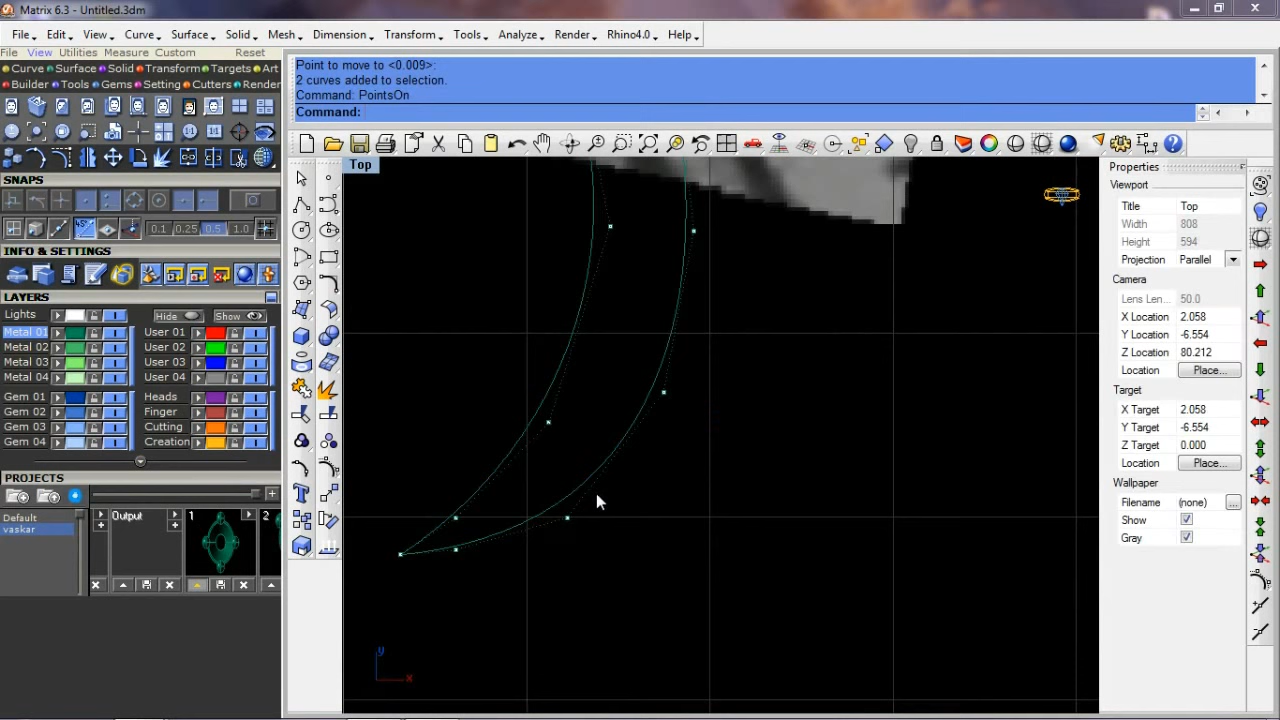 Matrix 6.3 - Untitled.3dm
File Edit View Curve Surface Solid Mesh Dimension Transform Tools Analyze Render Rhino4.0 Help
File View Utilities Measure Custom Reset
Curve Surface Solid Transform Targets Art
Builder Tools Gems Setting Cutters Render
Point to move to <0.009>:
2 curves added to selection.
Command: PointsOn
Command:
1:1 1:1
SNAPS
45° 0.1 0.25 0.5 1.0
INFO & SETTINGS
LAYERS
Lights Hide Show
Metal 01 User 01
Metal 02 User 02
Metal 03 User 03
Metal 04 User 04
Gem 01 Heads
Gem 02 Finger
Gem 03 Cutting
Gem 04 Creation
PROJECTS
Default
vaskar
Output 1 2
Top
y
x
Properties
Viewport
Title Top
Width 808
Height 594
Projection Parallel
Camera
Lens Len... 50.0
X Location 2.058
Y Location -6.554
Z Location 80.212
Location Place...
Target
X Target 2.058
Y Target -6.554
Z Target 0.000
Location Place...
Wallpaper
Filename (none) ...
Show
Gray